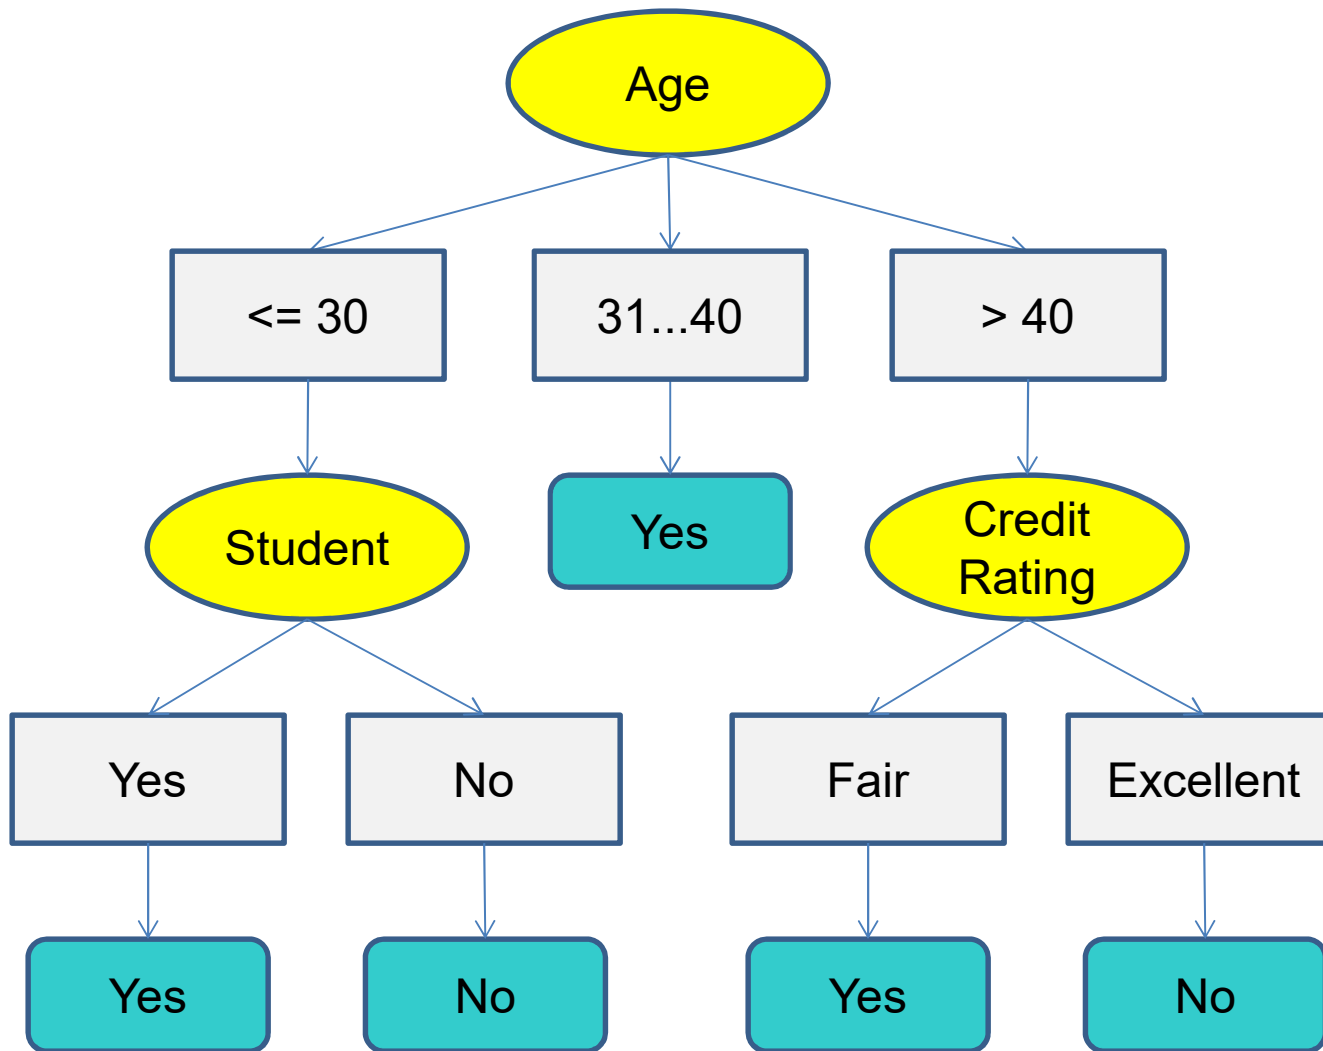 Age
<= 30
31...40
> 40
Student
Yes
Credit
Rating
Yes
No
Fair
Excellent
Yes
No
Yes
No